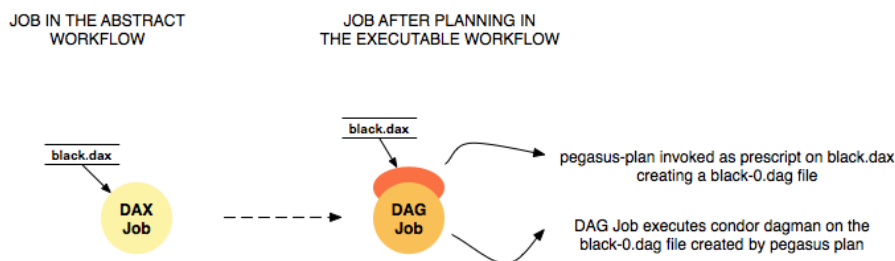 JOB IN THE ABSTRACT
WORKFLOW
JOB AFTER PLANNING IN
THE EXECUTABLE WORKFLOW
black.dax
DAX
Job
black.dax
DAG
Job
pegasus-plan invoked as prescript on black.dax
creating a black-0.dag file
DAG Job executes condor dagman on the
black-0.dag file created by pegasus plan